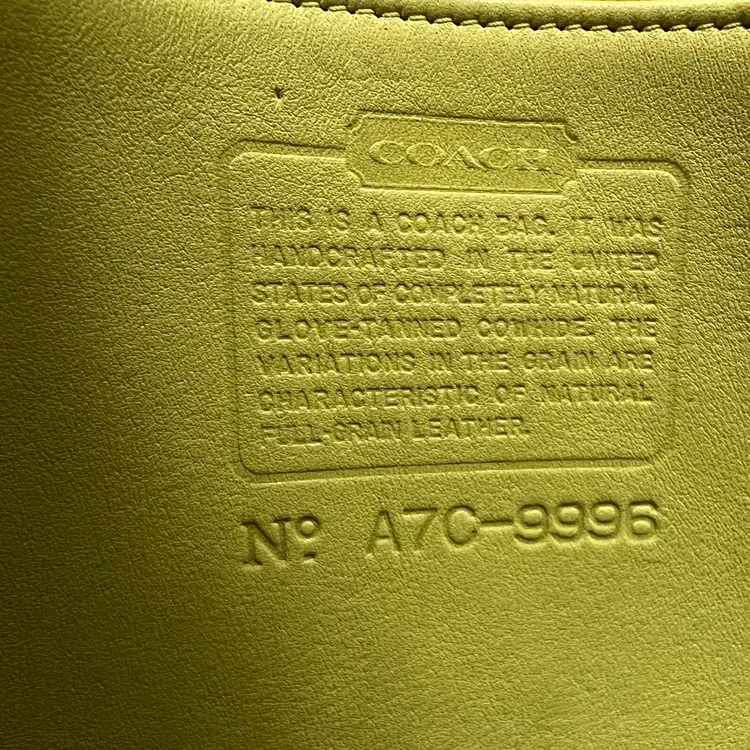 COACH
THIS IS A COACH BAG. IT WAS
HANDCRAFTED IN THE UNITED
STATES OF COMPLETELY NATURAL
GLOVE-TANNED COWHIDE. THE
VARIATIONS IN THE GRAIN ARE
CHARACTERISTIC OF NATURAL
FULL-GRAIN LEATHER.
Nº. A7C-9996